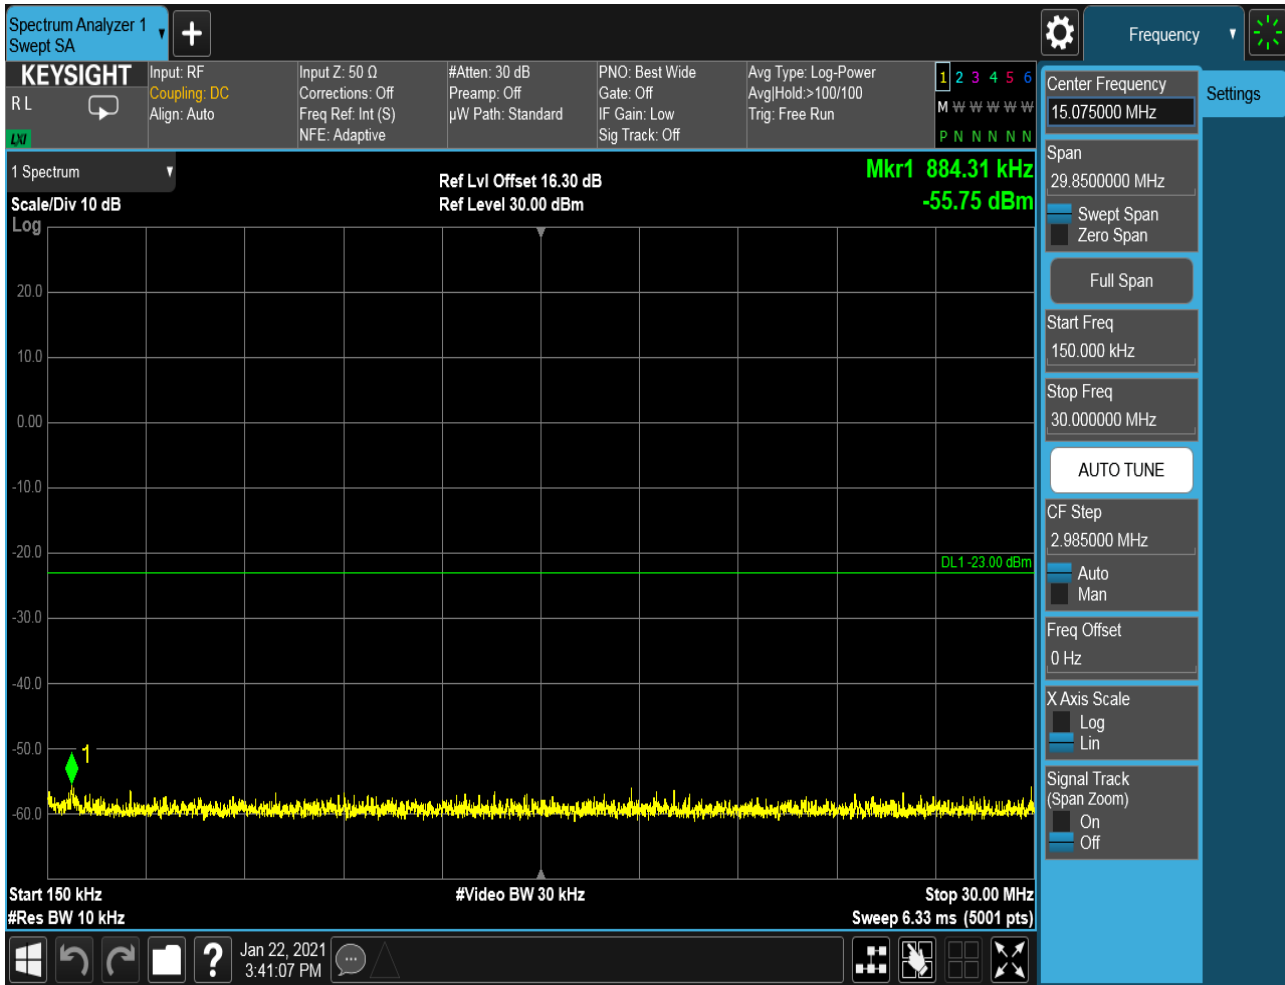 Spectrum Analyzer 1
Swept SA
+
Frequency
KEYSIGHT
R L
LXI
Input: RF
Coupling: DC
Align: Auto
Input Z: 50 Ω
Corrections: Off
Freq Ref: Int (S)
NFE: Adaptive
#Atten: 30 dB
Preamp: Off
µW Path: Standard
PNO: Best Wide
Gate: Off
IF Gain: Low
Sig Track: Off
Avg Type: Log-Power
Avg|Hold:>100/100
Trig: Free Run
1 2 3 4 5 6
M W W W W W
P N N N N N
1 Spectrum
Scale/Div 10 dB
Log
Ref Lvl Offset 16.30 dB
Ref Level 30.00 dBm
Mkr1 884.31 kHz
-55.75 dBm
20.0
10.0
0.00
-10.0
-20.0
DL1 -23.00 dBm
-30.0
-40.0
-50.0
1
-60.0
Start 150 kHz
#Video BW 30 kHz
Stop 30.00 MHz
#Res BW 10 kHz
Sweep 6.33 ms (5001 pts)
?
Jan 22, 2021
3:41:07 PM
Center Frequency
15.075000 MHz
Settings
Span
29.8500000 MHz
Swept Span
Zero Span
Full Span
Start Freq
150.000 kHz
Stop Freq
30.000000 MHz
AUTO TUNE
CF Step
2.985000 MHz
Auto
Man
Freq Offset
0 Hz
X Axis Scale
Log
Lin
Signal Track
(Span Zoom)
On
Off